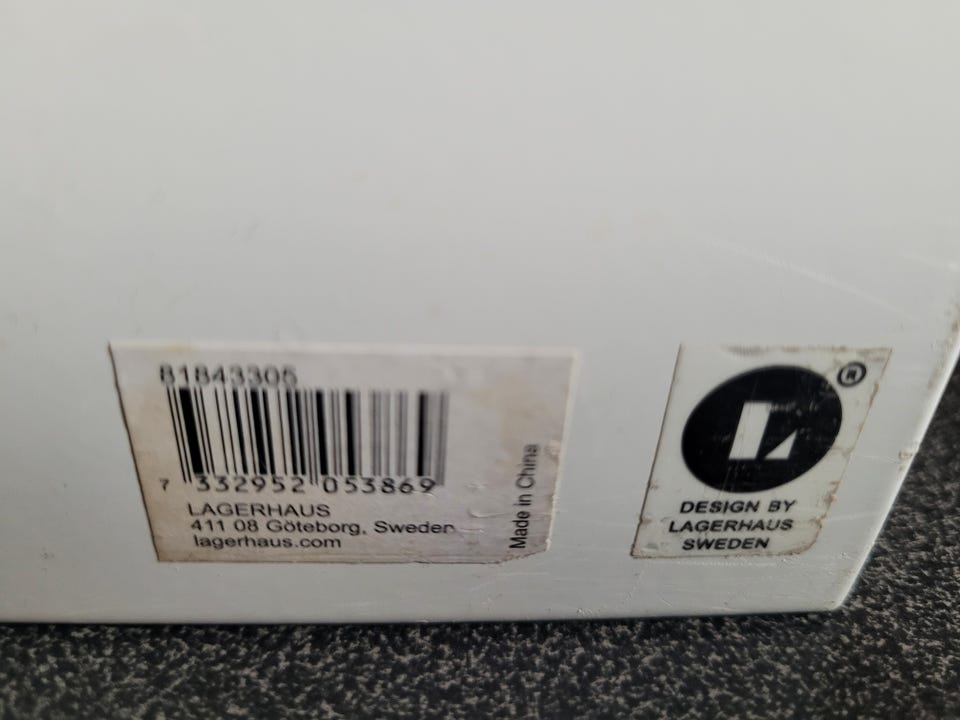 81843305
7 332952 053869
LAGERHAUS
411 08 Göteborg, Sweden
lagerhaus.com
Made in China
L ®
DESIGN BY
LAGERHAUS
SWEDEN